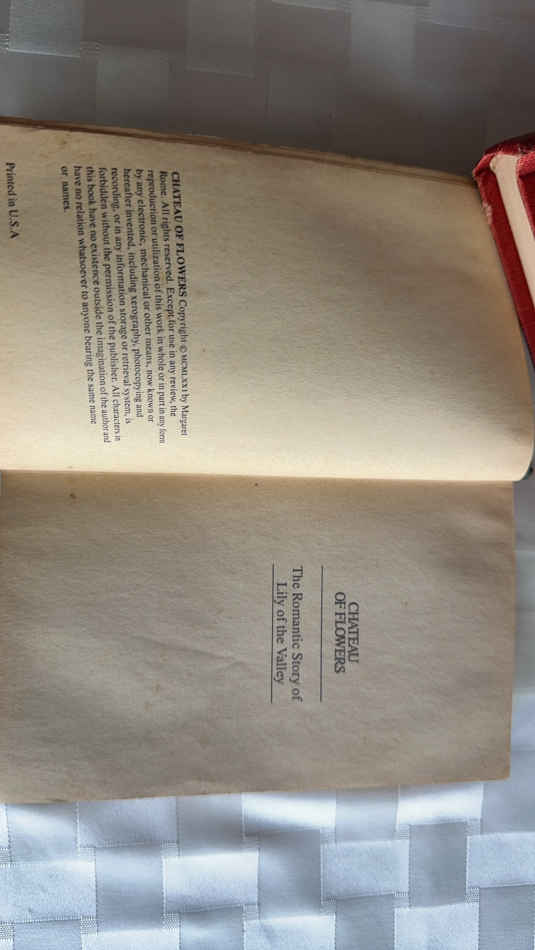 CHATEAU OF FLOWERS Copyright © MCMLXXI by Margaret
Rome. All rights reserved. Except for use in any review, the
reproduction or utilization of this work in whole or in part in any form
by any electronic, mechanical or other means, now known or
hereafter invented, including xerography, photocopying and
recording, or in any information storage or retrieval system, is
forbidden without the permission of the publisher. All characters in
this book have no existence outside the imagination of the author and
have no relation whatsoever to anyone bearing the same name
or names.
Printed in U.S.A
CHATEAU
OF FLOWERS
The Romantic Story of
Lily of the Valley